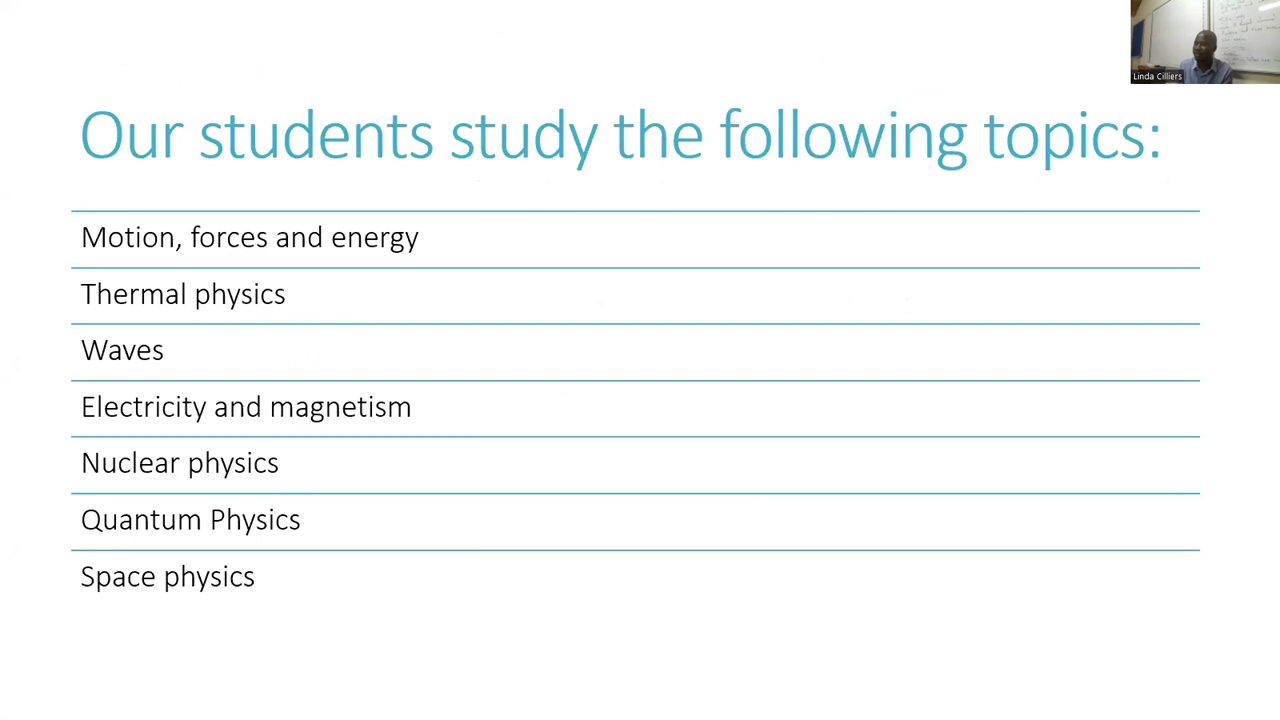 Linda Cilliers
Our students study the following topics:
Motion, forces and energy
Thermal physics
Waves
Electricity and magnetism
Nuclear physics
Quantum Physics
Space physics